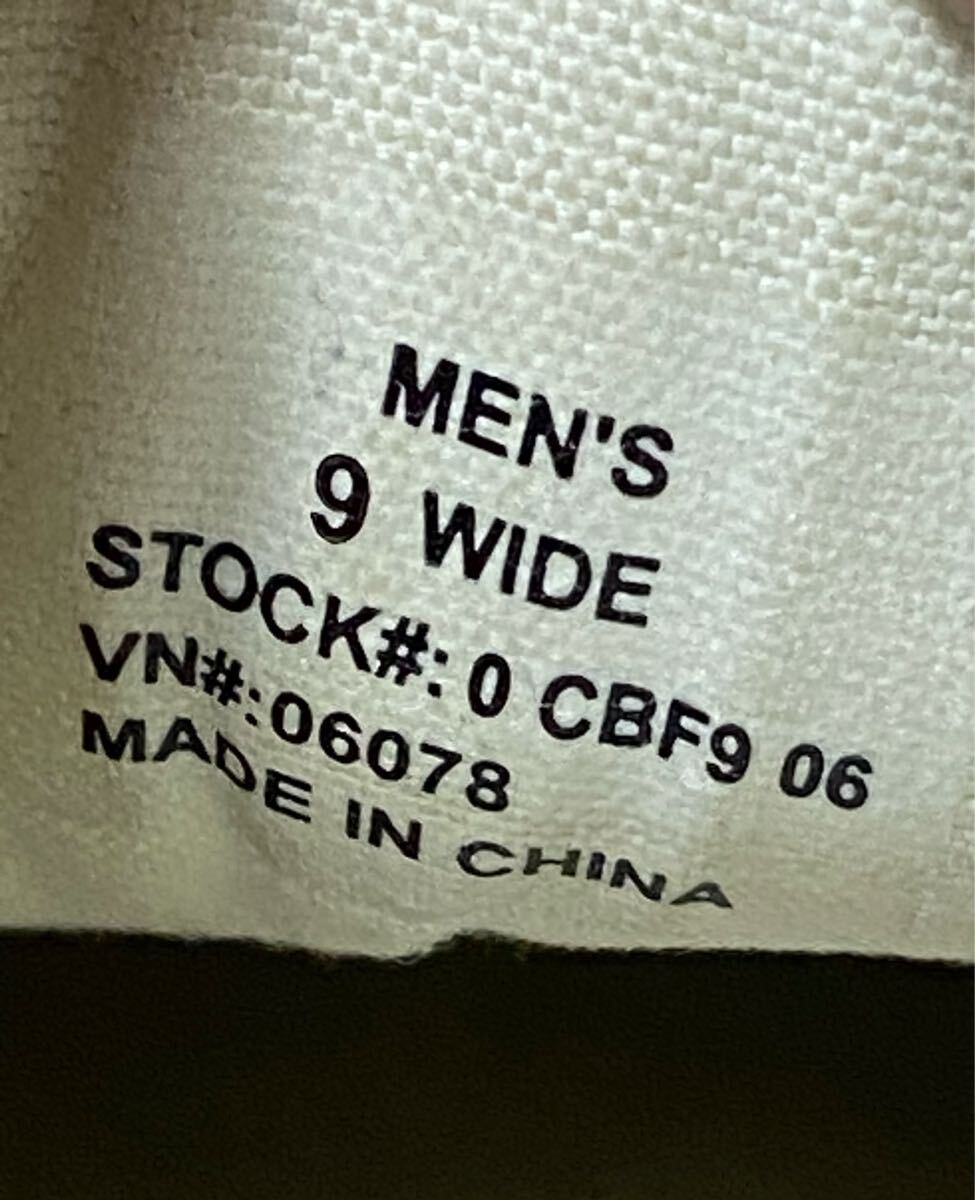 MEN'S
9 WIDE
STOCK#: 0 CBF9 06
VN#:06078
MADE IN CHINA